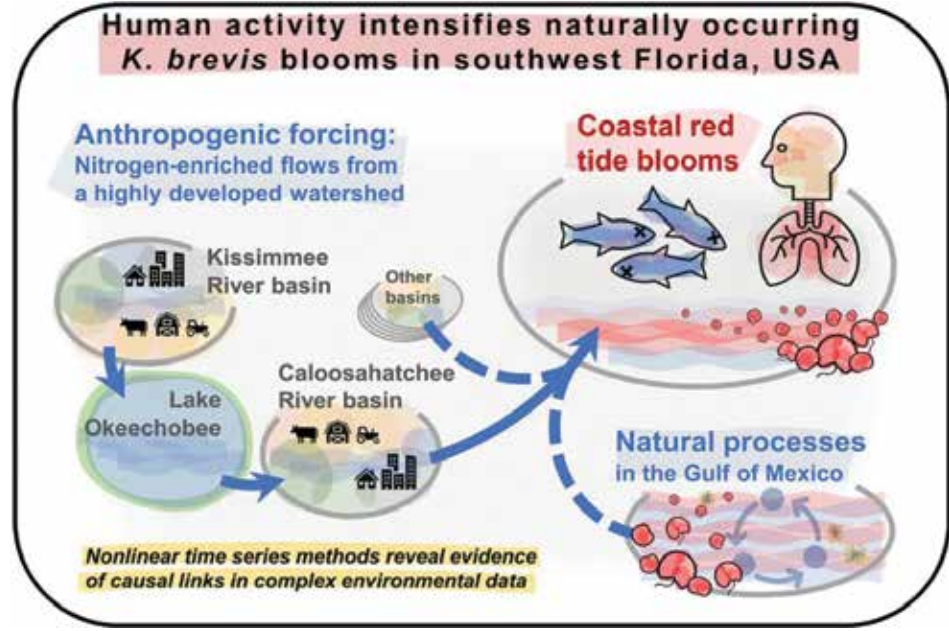 Human activity intensifies naturally occurring
K. brevis blooms in southwest Florida, USA
Anthropogenic forcing:
Nitrogen-enriched flows from
a highly developed watershed
Coastal red
tide blooms
Kissimmee
River basin
Other
basins
Lake
Okeechobee
Caloosahatchee
River basin
Natural processes
in the Gulf of Mexico
Nonlinear time series methods reveal evidence
of causal links in complex environmental data